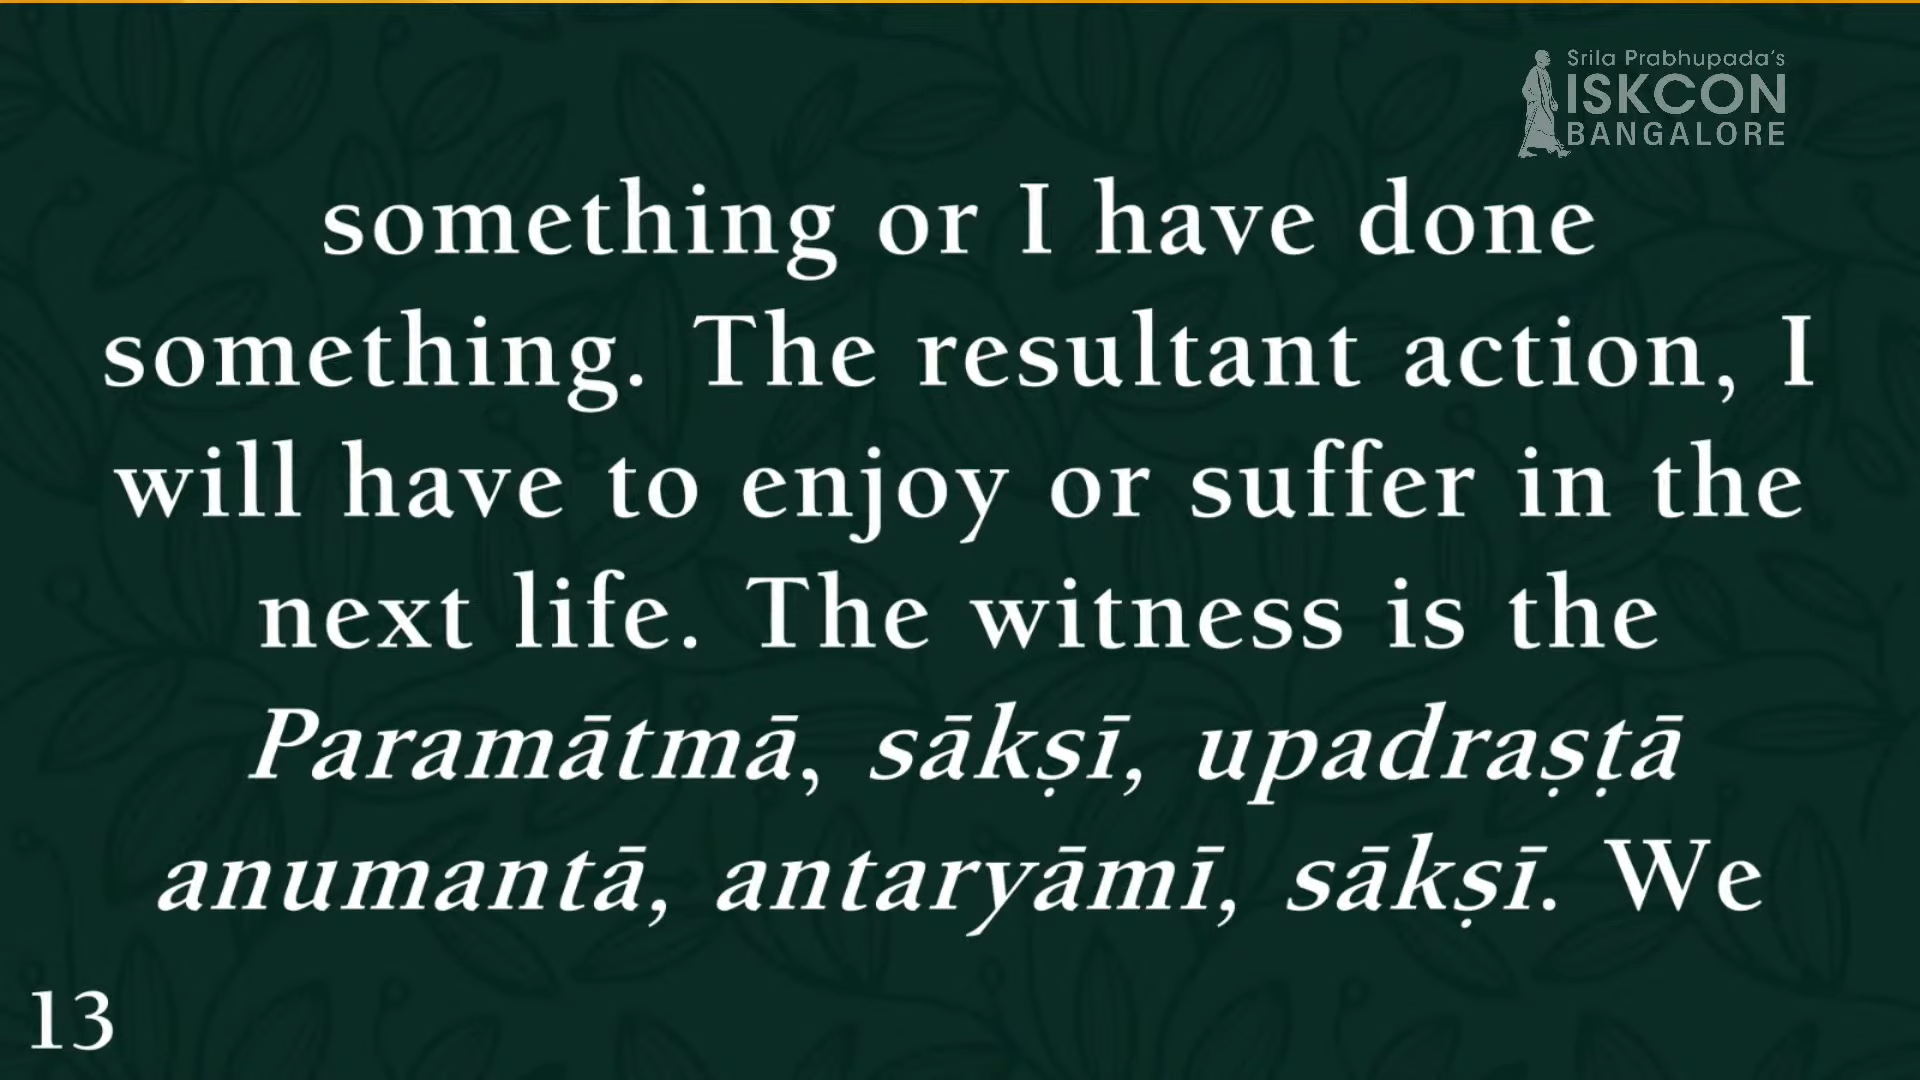 Srila Prabhupada's
ISKCON
BANGALORE
something or I have done
something. The resultant action, I
will have to enjoy or suffer in the
next life. The witness is the
Paramātmā, sākṣī, upadraṣṭā
anumantā, antaryāmī, sākṣī. We
13